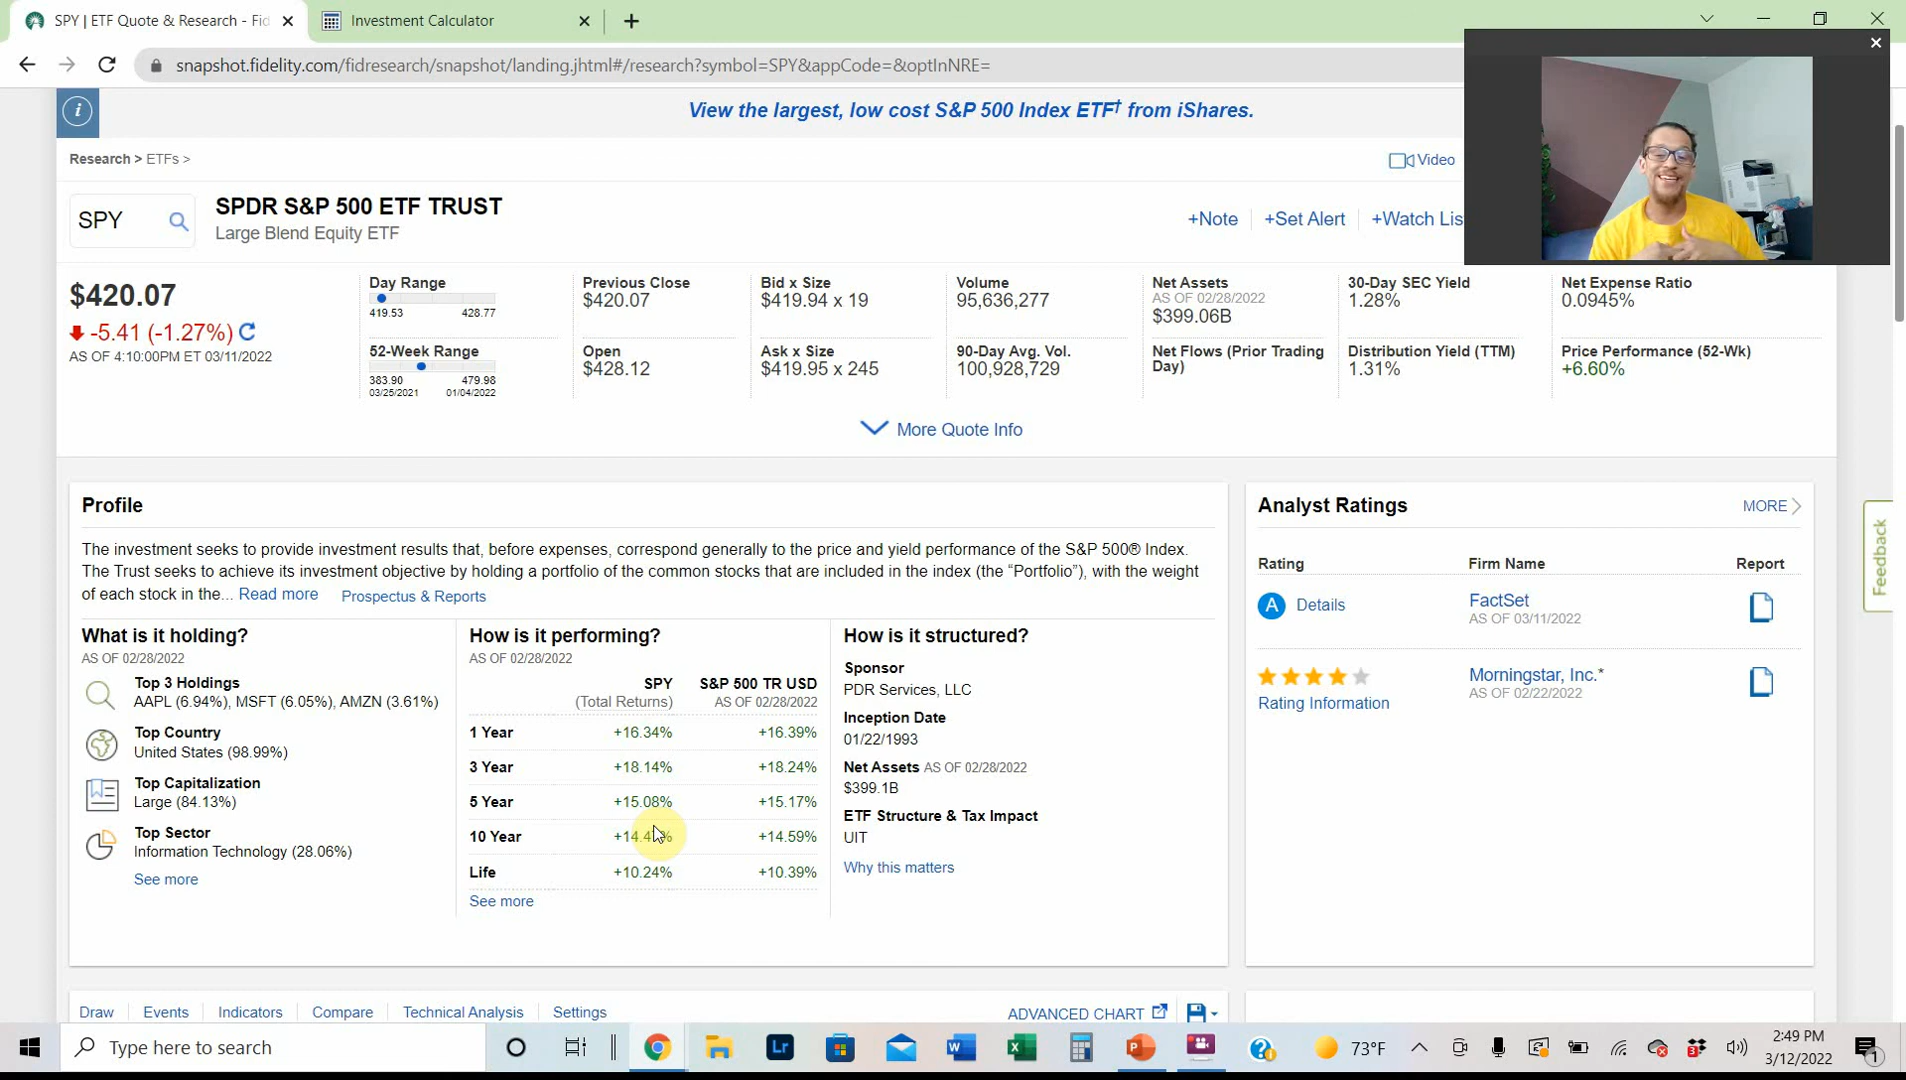 SPY | ETF Quote & Research - Fid
Investment Calculator
snapshot.fidelity.com/fidresearch/snapshot/landing.jhtml#/research?symbol=SPY&appCode=&optInNRE=
View the largest, low cost S&P 500 Index ETF† from iShares.
Research > ETFs >
Video
SPY
SPDR S&P 500 ETF TRUST
Large Blend Equity ETF
+Note
+Set Alert
+Watch Lis
$420.07
-5.41 (-1.27%)
AS OF 4:10:00PM ET 03/11/2022
Day Range
419.53 428.77
52-Week Range
383.90 479.98
03/25/2021 01/04/2022
Previous Close
$420.07
Open
$428.12
Bid x Size
$419.94 x 19
Ask x Size
$419.95 x 245
Volume
95,636,277
90-Day Avg. Vol.
100,928,729
Net Assets
AS OF 02/28/2022
$399.06B
Net Flows (Prior Trading
Day)
30-Day SEC Yield
1.28%
Distribution Yield (TTM)
1.31%
Net Expense Ratio
0.0945%
Price Performance (52-Wk)
+6.60%
More Quote Info
Profile
The investment seeks to provide investment results that, before expenses, correspond generally to the price and yield performance of the S&P 500® Index.
The Trust seeks to achieve its investment objective by holding a portfolio of the common stocks that are included in the index (the “Portfolio”), with the weight
of each stock in the... Read more Prospectus & Reports
What is it holding?
AS OF 02/28/2022
Top 3 Holdings
AAPL (6.94%), MSFT (6.05%), AMZN (3.61%)
Top Country
United States (98.99%)
Top Capitalization
Large (84.13%)
Top Sector
Information Technology (28.06%)
See more
How is it performing?
AS OF 02/28/2022
SPY S&P 500 TR USD
(Total Returns) AS OF 02/28/2022
1 Year +16.34% +16.39%
3 Year +18.14% +18.24%
5 Year +15.08% +15.17%
10 Year +14.59%
Life +10.24% +10.39%
See more
How is it structured?
Sponsor
PDR Services, LLC
Inception Date
01/22/1993
Net Assets AS OF 02/28/2022
$399.1B
ETF Structure & Tax Impact
UIT
Why this matters
Analyst Ratings
MORE
Rating Firm Name Report
A Details FactSet
AS OF 03/11/2022
Morningstar, Inc.*
AS OF 02/22/2022
Rating Information
Feedback
Draw Events Indicators Compare Technical Analysis Settings
ADVANCED CHART
Type here to search
Lr
73°F
3
2:49 PM
3/12/2022
1